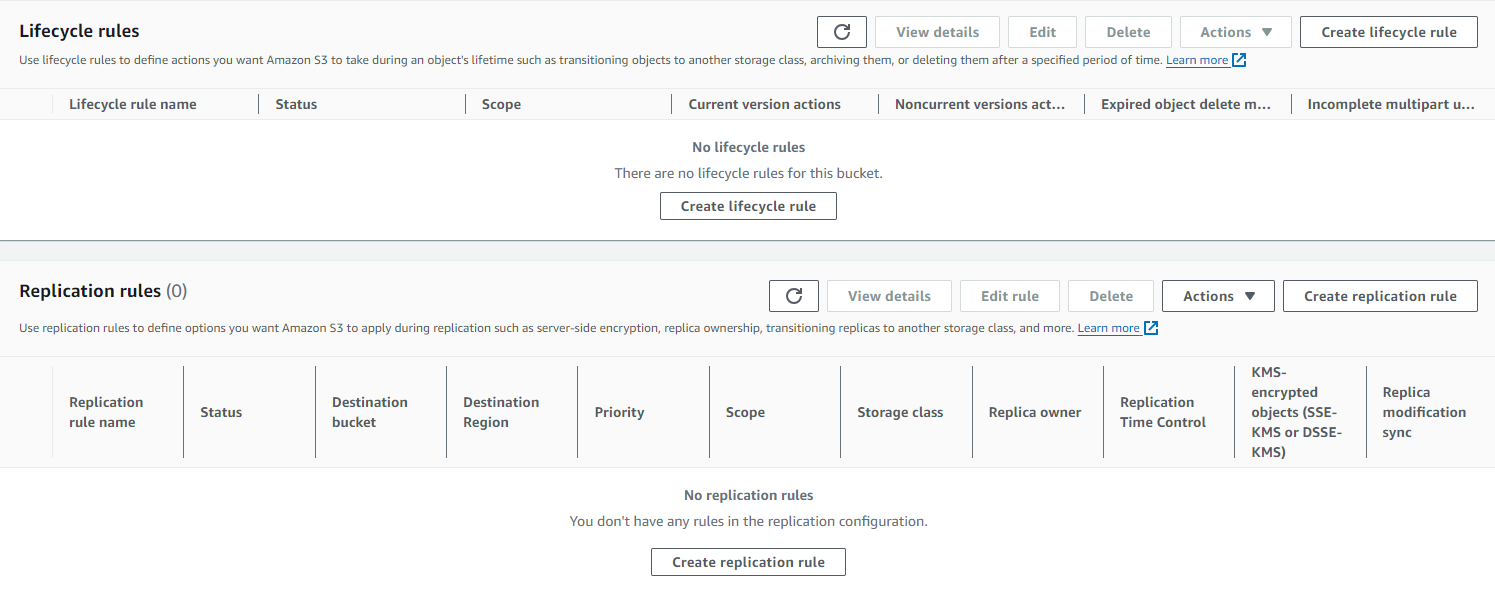 Lifecycle rules
View details
Edit
Delete
Actions
Create lifecycle rule
Use lifecycle rules to define actions you want Amazon S3 to take during an object's lifetime such as transitioning objects to another storage class, archiving them, or deleting them after a specified period of time. Learn more
Lifecycle rule name
Status
Scope
Current version actions
Noncurrent versions act...
Expired object delete m...
Incomplete multipart u...
No lifecycle rules
There are no lifecycle rules for this bucket.
Create lifecycle rule
Replication rules (0)
View details
Edit rule
Delete
Actions
Create replication rule
Use replication rules to define options you want Amazon S3 to apply during replication such as server-side encryption, replica ownership, transitioning replicas to another storage class, and more. Learn more
Replication
rule name
Status
Destination
bucket
Destination
Region
Priority
Scope
Storage class
Replica owner
Replication
Time Control
KMS-
encrypted
objects (SSE-
KMS or DSSE-
KMS)
Replica
modification
sync
No replication rules
You don't have any rules in the replication configuration.
Create replication rule